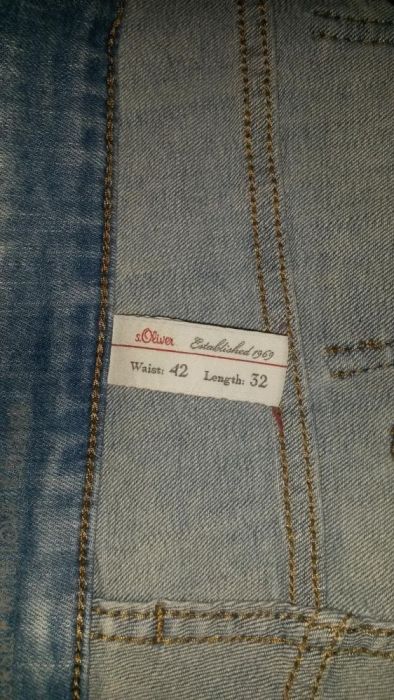 s.Oliver Established 1969
Waist: 42 Length: 32